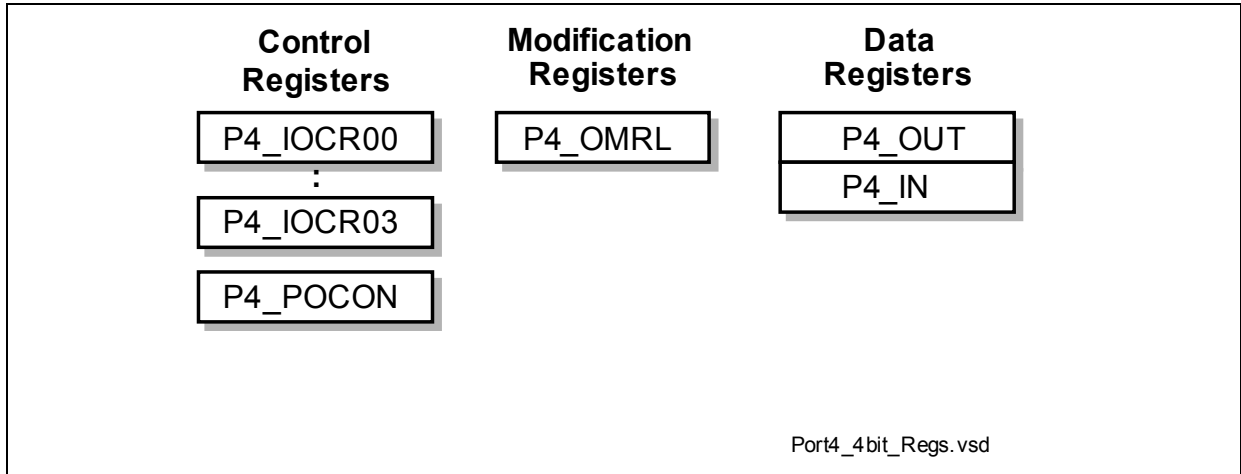 Control
Registers
P4_IOCR00
:
P4_IOCR03
P4_POCON
Modification
Registers
P4_OMRL
Data
Registers
P4_OUT
P4_IN
Port4_4bit_Regs.vsd